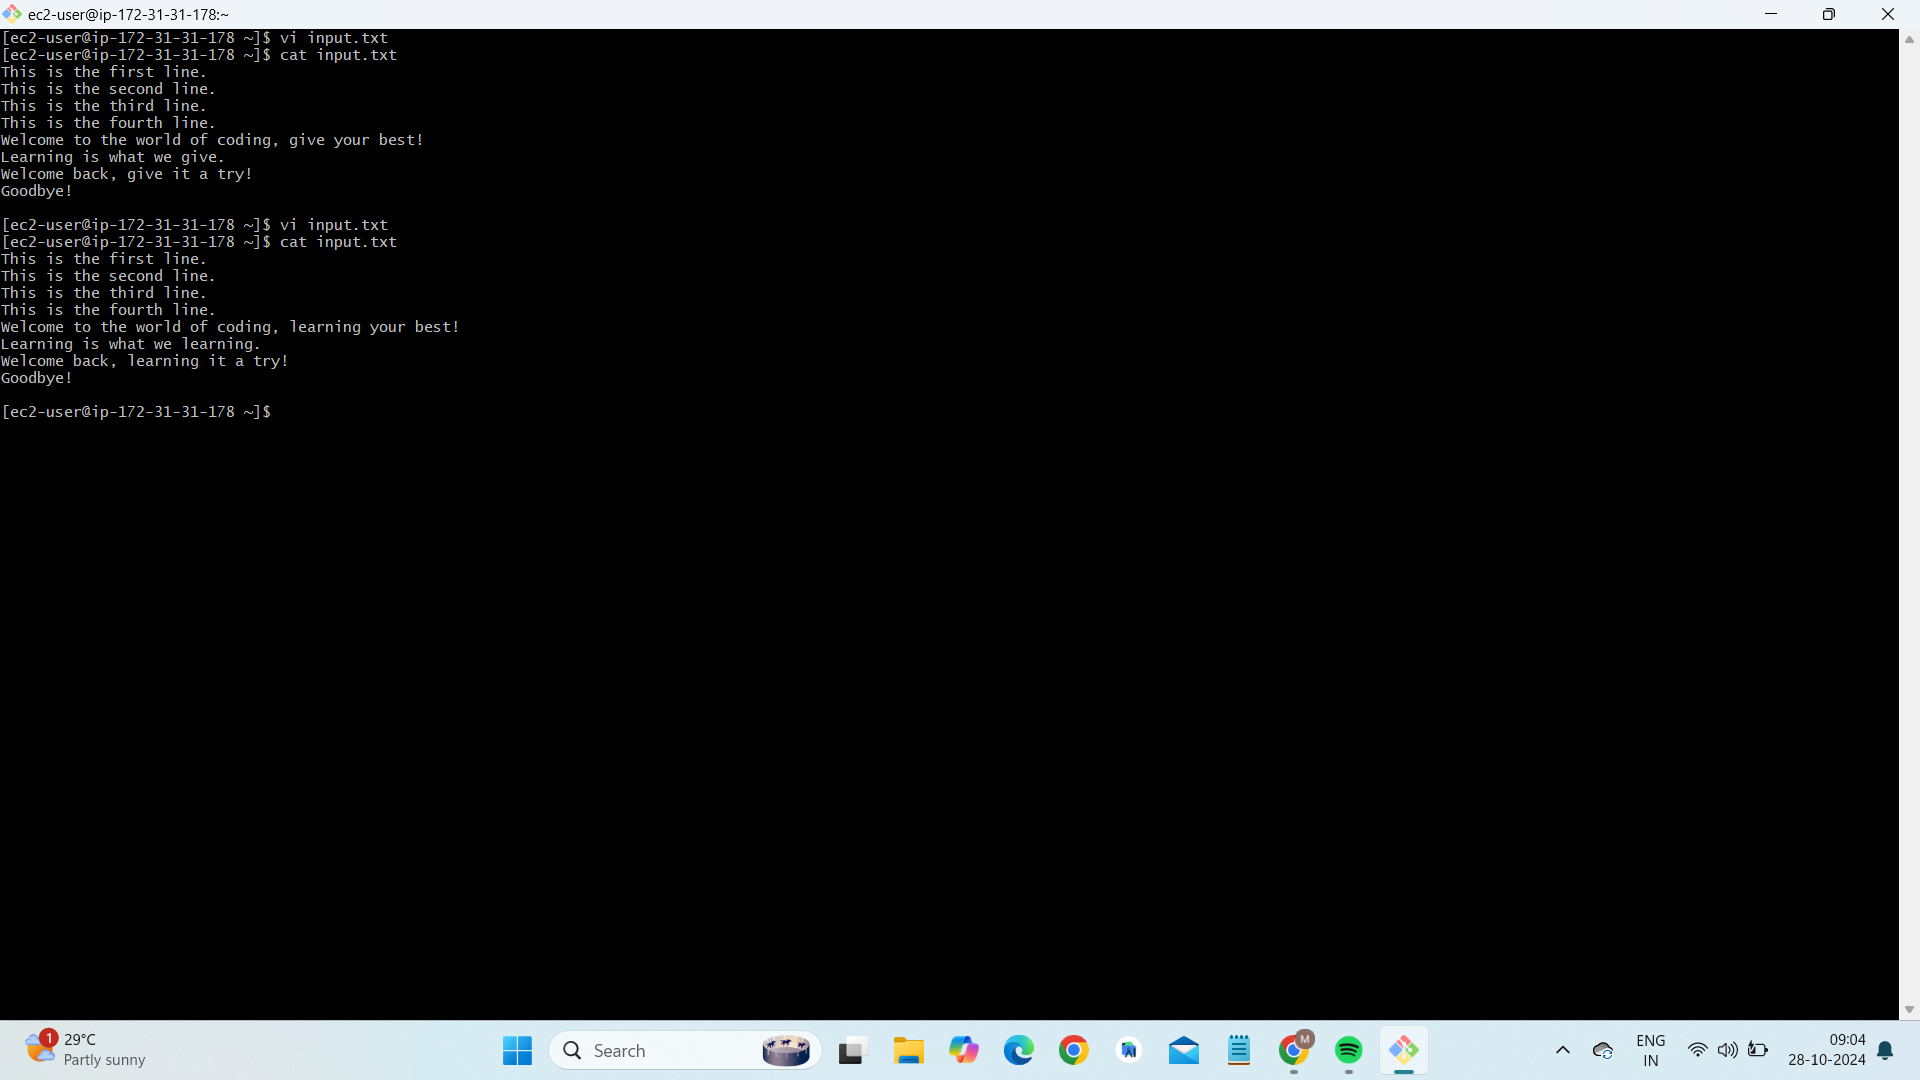 ec2-user@ip-172-31-31-178:~
[ec2-user@ip-172-31-31-178 ~]$ vi input.txt
[ec2-user@ip-172-31-31-178 ~]$ cat input.txt
This is the first line.
This is the second line.
This is the third line.
This is the fourth line.
Welcome to the world of coding, give your best!
Learning is what we give.
Welcome back, give it a try!
Goodbye!
[ec2-user@ip-172-31-31-178 ~]$ vi input.txt
[ec2-user@ip-172-31-31-178 ~]$ cat input.txt
This is the first line.
This is the second line.
This is the third line.
This is the fourth line.
Welcome to the world of coding, learning your best!
Learning is what we learning.
Welcome back, learning it a try!
Goodbye!
[ec2-user@ip-172-31-31-178 ~]$
1
29°C
Partly sunny
Search
M
ENG
IN
09:04
28-10-2024